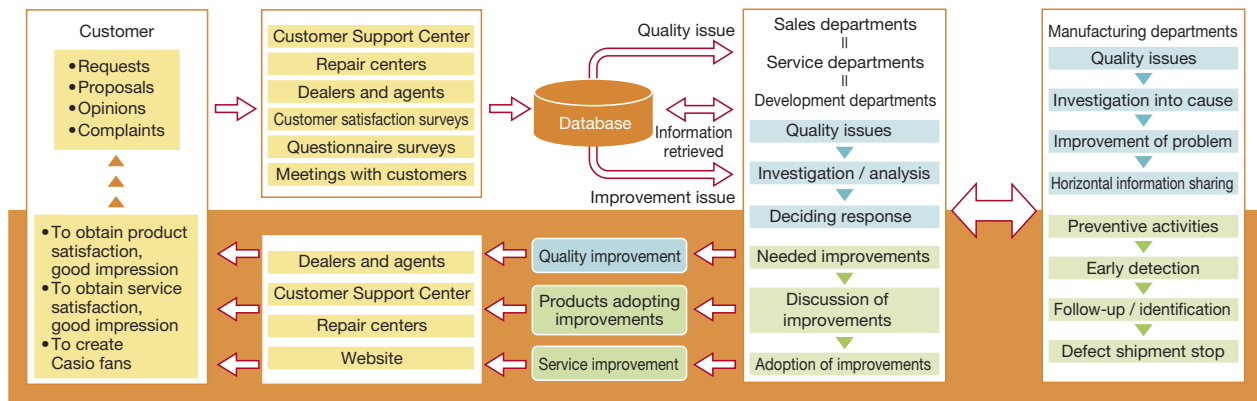 Customer
• Requests
• Proposals
• Opinions
• Complaints
• To obtain product
satisfaction,
good impression
• To obtain service
satisfaction,
good impression
• To create
Casio fans
Customer Support Center
Repair centers
Dealers and agents
Customer satisfaction surveys
Questionnaire surveys
Meetings with customers
Dealers and agents
Customer Support Center
Repair centers
Website
Quality issue
Database
Information
retrieved
Improvement issue
Quality improvement
Products adopting
improvements
Service improvement
Sales departments
=
Service departments
=
Development departments
Quality issues
Investigation / analysis
Deciding response
Needed improvements
Discussion of
improvements
Adoption of improvements
Manufacturing departments
Quality issues
Investigation into cause
Improvement of problem
Horizontal information sharing
Preventive activities
Early detection
Follow-up / identification
Defect shipment stop